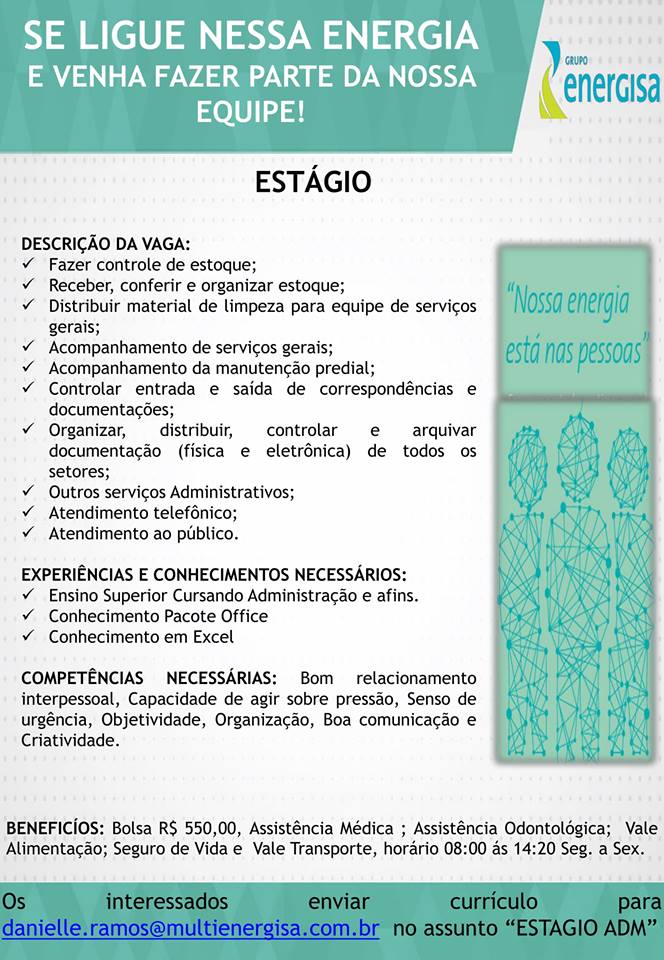 SE LIGUE NESSA ENERGIA
E VENHA FAZER PARTE DA NOSSA
EQUIPE!
GRUPO
energisa
ESTÁGIO
DESCRIÇÃO DA VAGA:
✓ Fazer controle de estoque;
✓ Receber, conferir e organizar estoque;
✓ Distribuir material de limpeza para equipe de serviços
gerais;
✓ Acompanhamento de serviços gerais;
✓ Acompanhamento da manutenção predial;
✓ Controlar entrada e saída de correspondências e
documentações;
✓ Organizar, distribuir, controlar e arquivar
documentação (física e eletrônica) de todos os
setores;
✓ Outros serviços Administrativos;
✓ Atendimento telefônico;
✓ Atendimento ao público.
"Nossa energia
está nas pessoas"
EXPERIÊNCIAS E CONHECIMENTOS NECESSÁRIOS:
✓ Ensino Superior Cursando Administração e afins.
✓ Conhecimento Pacote Office
✓ Conhecimento em Excel
COMPETÊNCIAS NECESSÁRIAS: Bom relacionamento
interpessoal, Capacidade de agir sobre pressão, Senso de
urgência, Objetividade, Organização, Boa comunicação e
Criatividade.
BENEFICÍOS: Bolsa R$ 550,00, Assistência Médica ; Assistência Odontológica; Vale
Alimentação; Seguro de Vida e Vale Transporte, horário 08:00 ás 14:20 Seg. a Sex.
Os interessados enviar currículo para
danielle.ramos@multienergisa.com.br no assunto “ESTAGIO ADM”